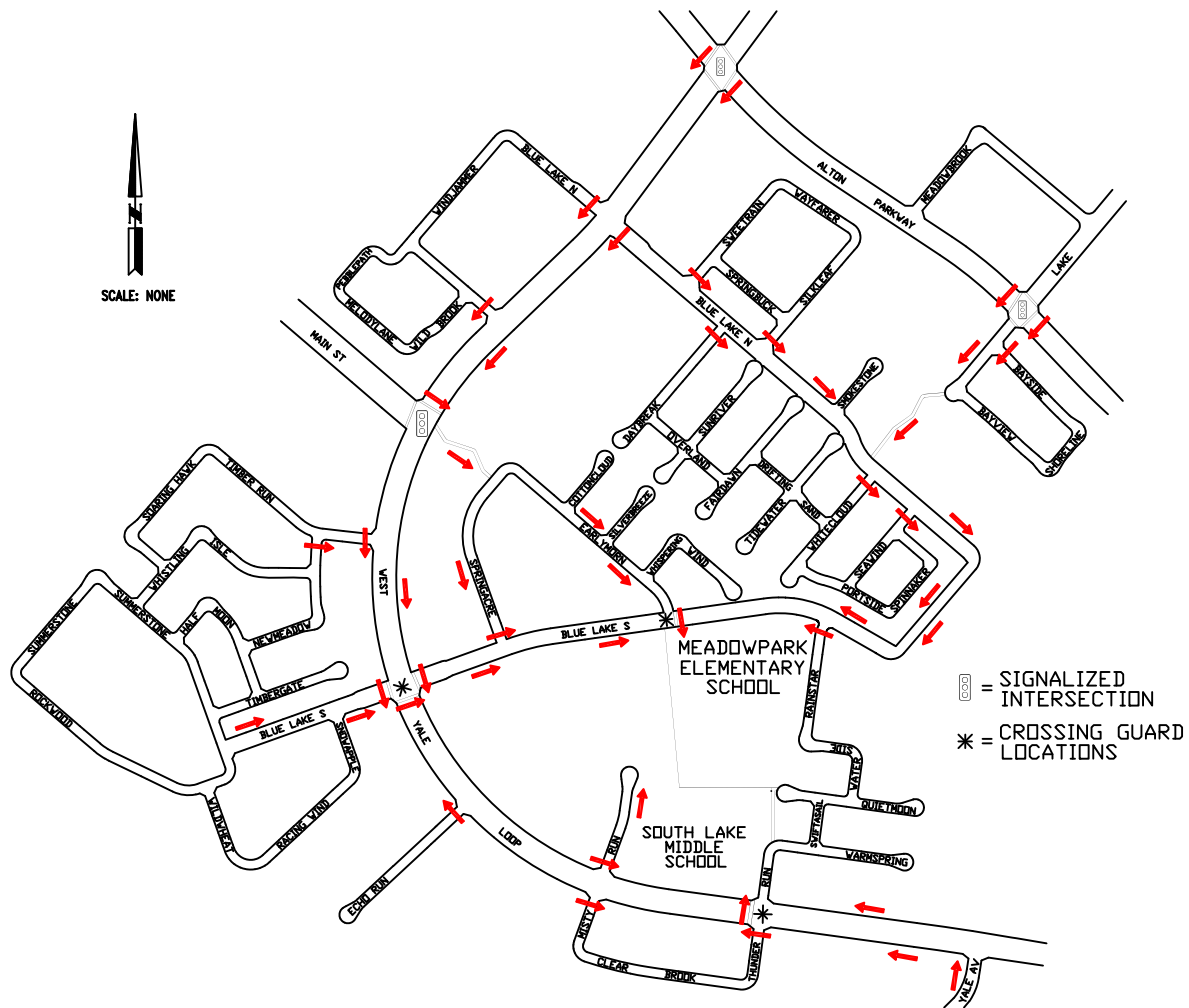 BLUE LAKE N
WINDJAMMER
PEBBLEPATH
MELODYLANE
WILD
BROOK
ALTON
PARKWAY
MEADOWBROOK
LAKE
SWEETRAIN
WAYFARER
SPRINGBUCK
SILKLEAF
N
SCALE: NONE
MAIN ST
BLUE LAKE N
SMOKESTONE
BAYSIDE
BAYVIEW
SHORELINE
DAYBREAK
SUNRIVER
OVERLAND
FAIRDAWN
DRIFTING
SAND
TIDEWATER
WHITECLOUD
SEAWIND
PORTSIDE
SPINNAKER
COTTONCLOUD
SILVERBREEZE
EARLYMORN
WHISPERING
WIND
SOARING HAWK
TIMBER RUN
WHISTLING
ISLE
SUMMERSTONE
SUMMERSTONE
HALF
MOON
NEWMEADOW
WEST
SPRINGACRE
BLUE LAKE S
MEADOWPARK
ELEMENTARY
SCHOOL
ROCKWOOD
TIMBERGATE
BLUE LAKE S
SNOWAPPLE
YALE
RAINSTAR
SIDE
WATER
= SIGNALIZED
INTERSECTION
= CROSSING GUARD
LOCATIONS
WILDWHEAT
RACING WIND
QUIETMOON
SWIFTASAIL
WARMSPRING
LOOP
RUN
SOUTH LAKE
MIDDLE
SCHOOL
ECHO RUN
RUN
MISTY
CLEAR
BROOK
THUNDER
YALE AV